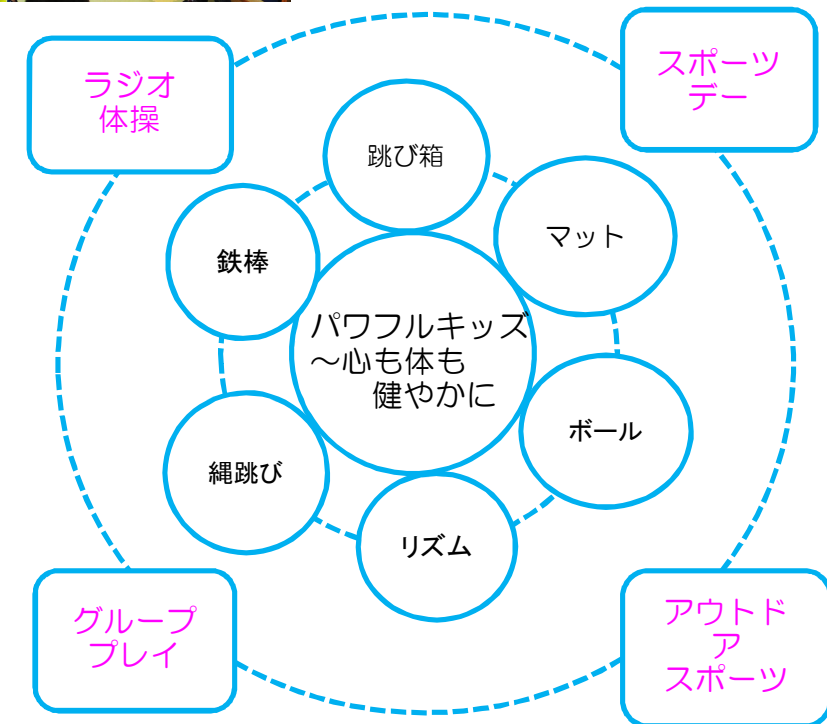 ラジオ
体操
スポーツ
デー
跳び箱
マット
鉄棒
パワフルキッズ
～心も体も
健やかに
ボール
縄跳び
リズム
グループ
プレイ
アウトド
ア
スポーツ